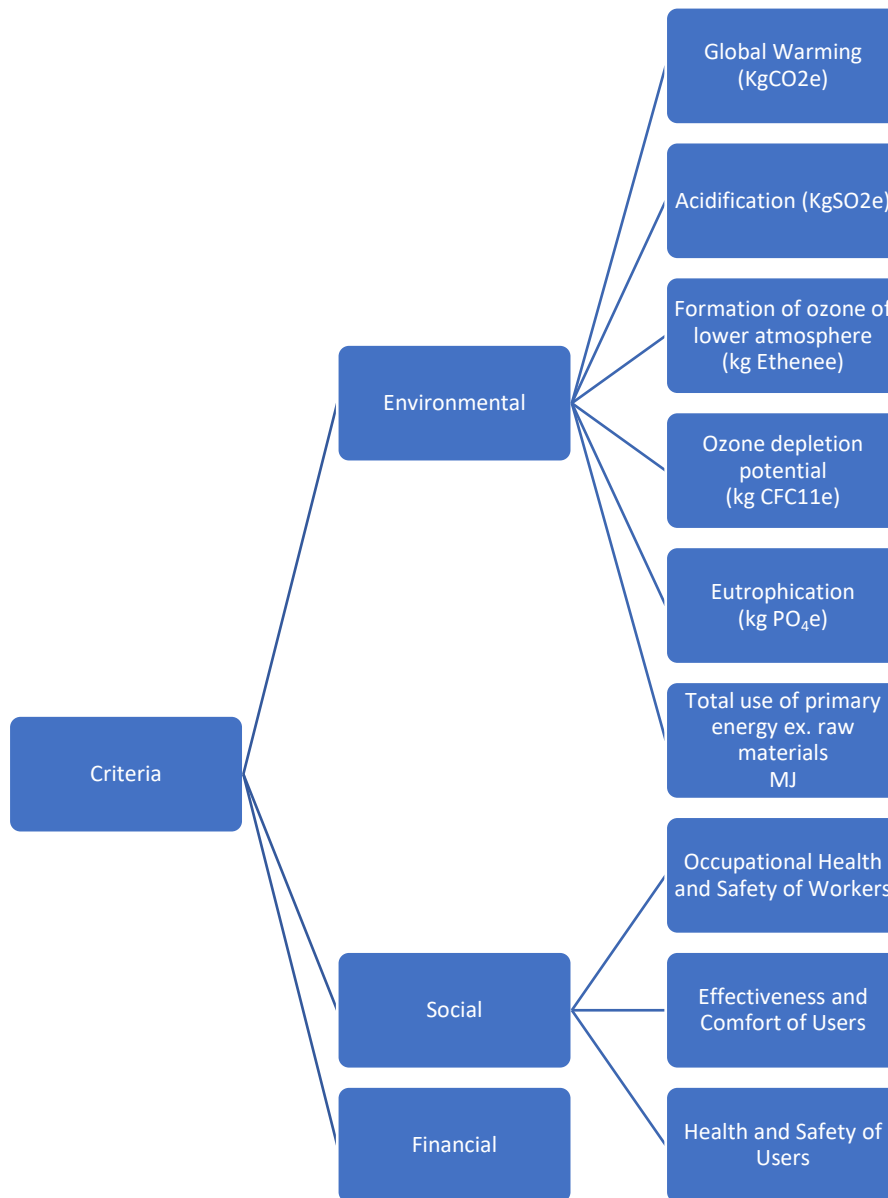 Criteria
Environmental
Global Warming
(KgCO2e)
Acidification (KgSO2e)
Formation of ozone of
lower atmosphere
(kg Ethenee)
Ozone depletion
potential
(kg CFC11e)
Eutrophication
(kg PO₄e)
Total use of primary
energy ex. raw
materials
MJ
Social
Occupational Health
and Safety of Workers
Effectiveness and
Comfort of Users
Health and Safety of
Users
Financial